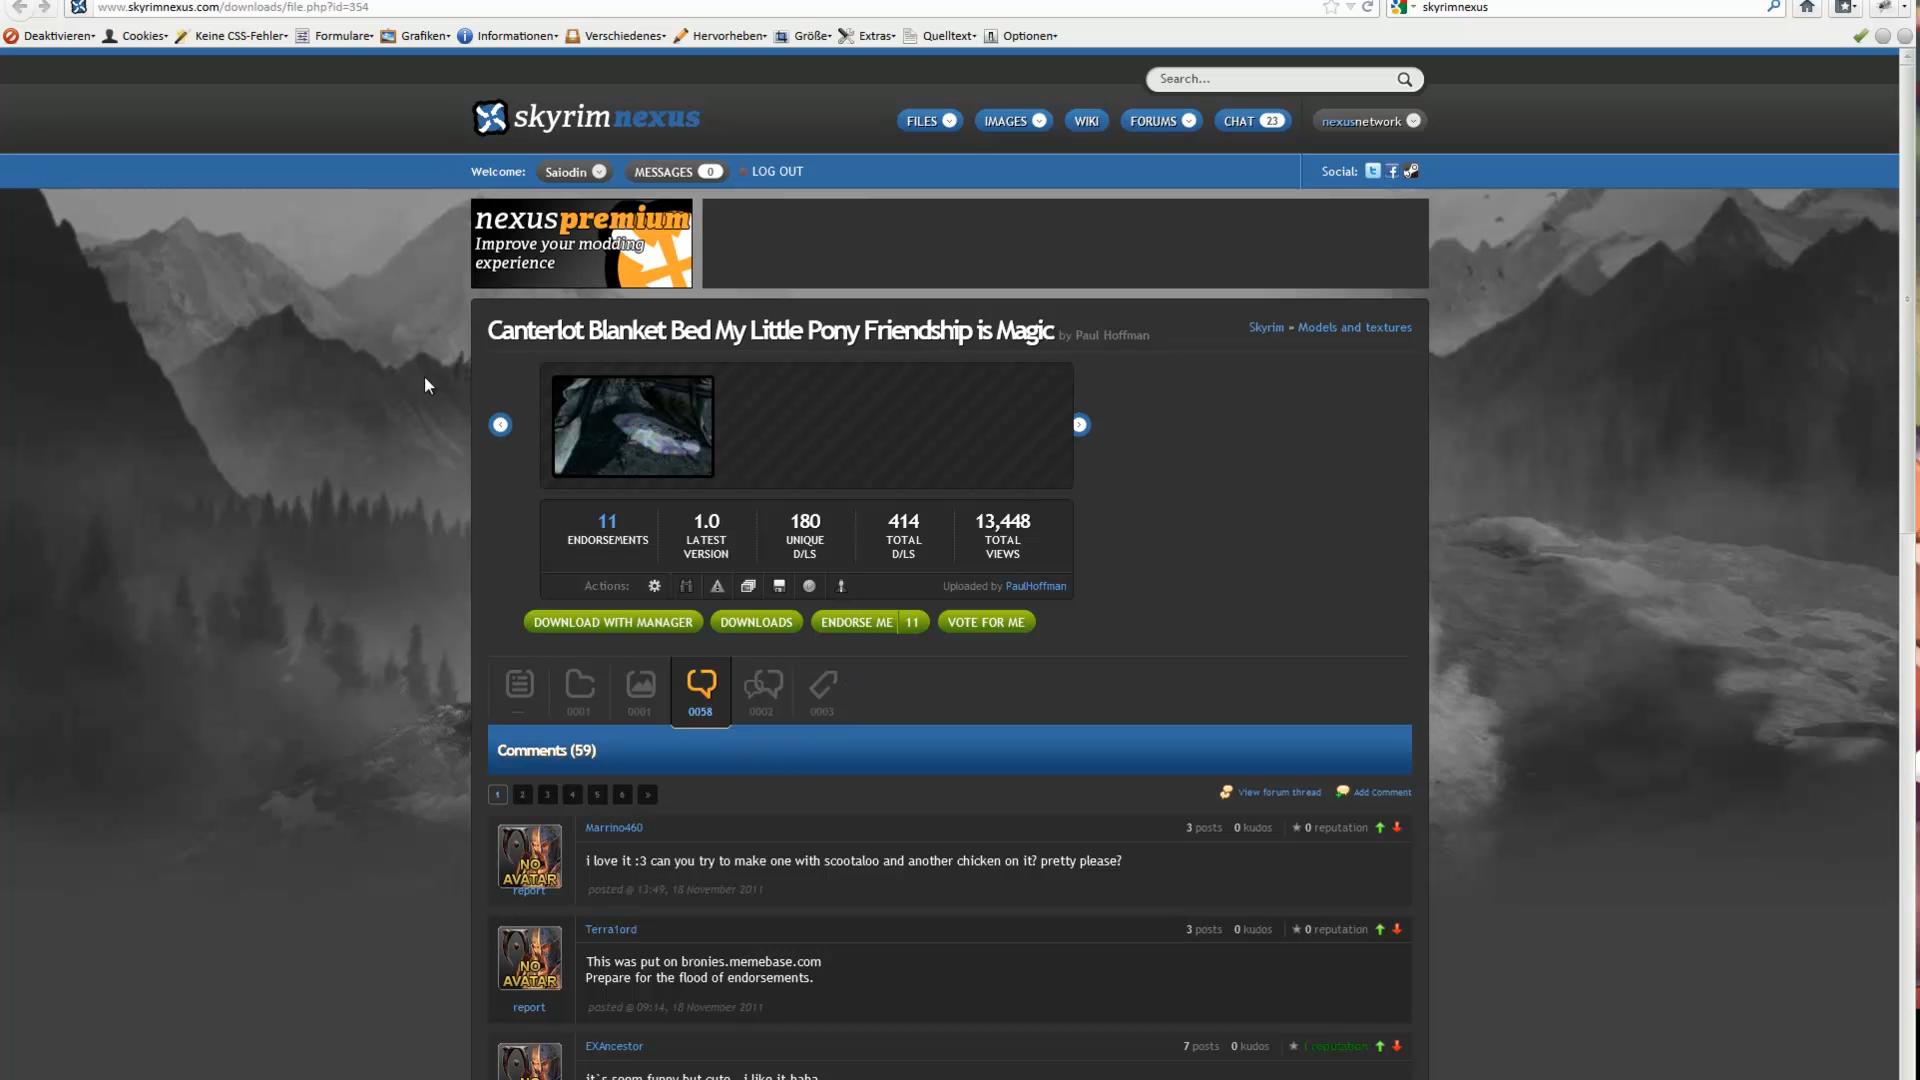 www.skyrimnexus.com/downloads/file.php?id=354
skyrimnexus
Deaktivieren Cookies Keine CSS-Fehler Formulare Grafiken Informationen Verschiedenes Hervorheben Größe Extras Quelltext Optionen
Search...
skyrimnexus
FILES IMAGES WIKI FORUMS CHAT 23 nexusnetwork
Welcome: Saiodin MESSAGES 0 LOG OUT Social:
nexuspremium
Improve your modding
experience
Canterlot Blanket Bed My Little Pony Friendship is Magic by Paul Hoffman
Skyrim » Models and textures
11 1.0 180 414 13,448
ENDORSEMENTS LATEST UNIQUE TOTAL TOTAL
VERSION D/LS D/LS VIEWS
Actions: Uploaded by PaulHoffman
DOWNLOAD WITH MANAGER DOWNLOADS ENDORSE ME 11 VOTE FOR ME
0001 0001 0058 0002 0003
Comments (59)
1 2 3 4 5 6 » View forum thread Add Comment
Marrino460 3 posts 0 kudos 0 reputation
i love it :3 can you try to make one with scootaloo and another chicken on it? pretty please?
NO
AVATAR
report posted @ 13:49, 18 November 2011
Terra1ord 3 posts 0 kudos 0 reputation
This was put on bronies.memebase.com
Prepare for the flood of endorsements.
NO
AVATAR
report posted @ 09:14, 18 November 2011
EXAncestor 7 posts 0 kudos 1 reputation